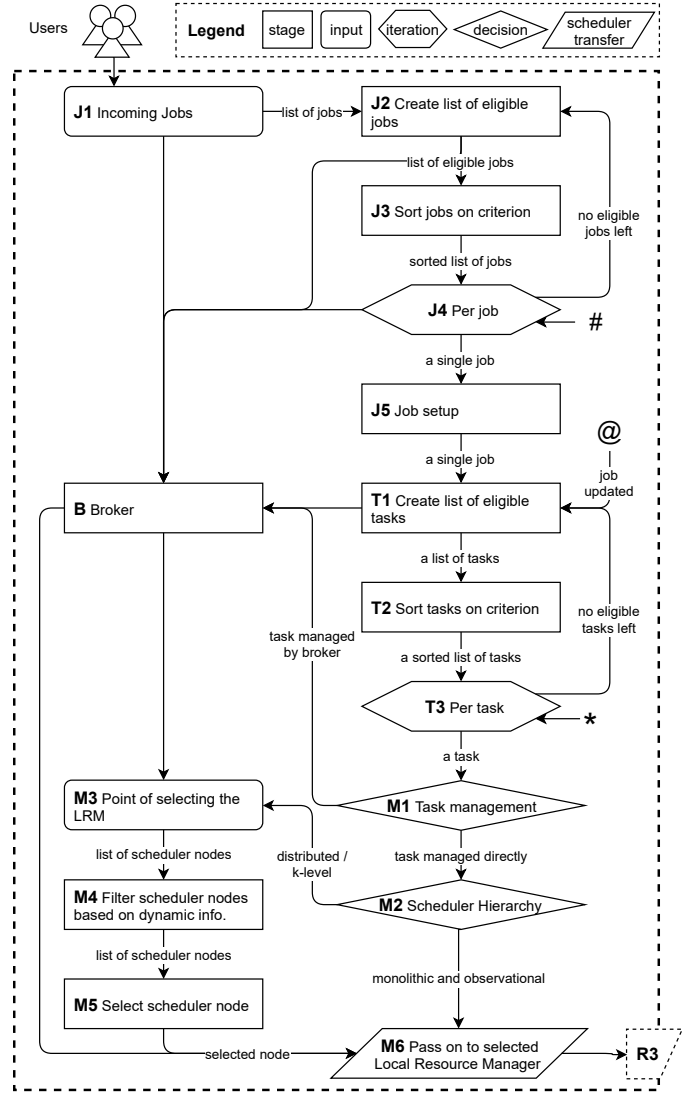 Users
Legend
stage
input
iteration
decision
scheduler
transfer
J1 Incoming Jobs
list of jobs
J2 Create list of eligible
jobs
list of eligible jobs
J3 Sort jobs on criterion
no eligible
jobs left
sorted list of jobs
J4 Per job
#
a single job
J5 Job setup
@
a single job
job
updated
B Broker
T1 Create list of eligible
tasks
a list of tasks
T2 Sort tasks on criterion
no eligible
tasks left
task managed
by broker
a sorted list of tasks
T3 Per task
*
a task
M3 Point of selecting the
LRM
M1 Task management
list of scheduler nodes
distributed /
k-level
task managed directly
M4 Filter scheduler nodes
based on dynamic info.
M2 Scheduler Hierarchy
list of scheduler nodes
monolithic and observational
M5 Select scheduler node
selected node
M6 Pass on to selected
Local Resource Manager
R3